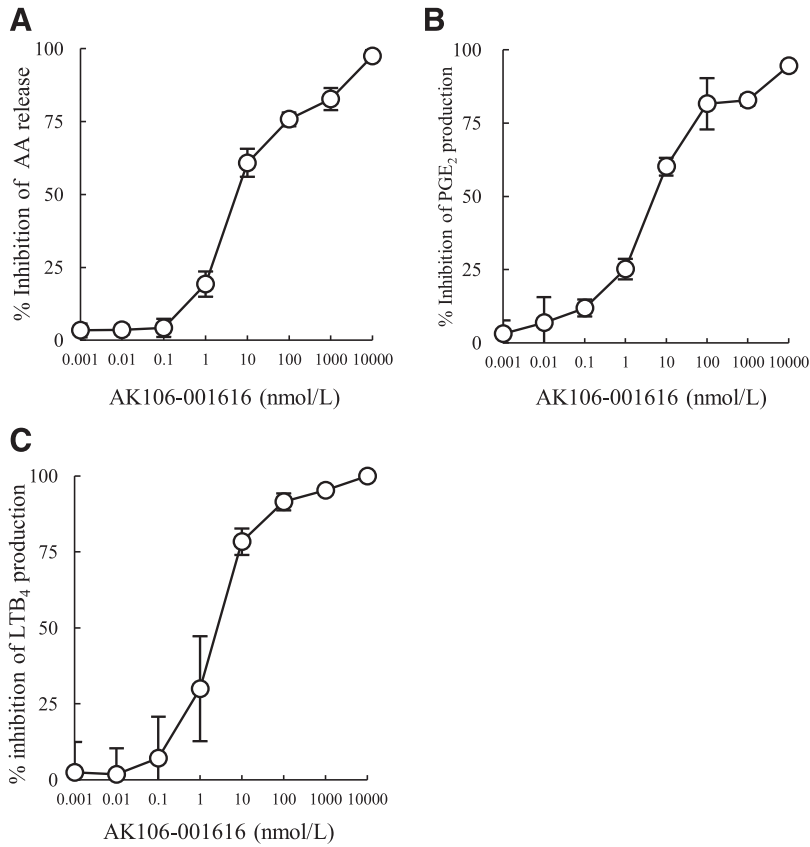 A
% Inhibition of AA release
100
75
50
25
0
0.001 0.01 0.1 1 10 100 1000 10000
AK106-001616 (nmol/L)
B
% Inhibition of PGE₂ production
100
75
50
25
0
0.001 0.01 0.1 1 10 100 1000 10000
AK106-001616 (nmol/L)
C
% inhibition of LTB₄ production
100
75
50
25
0
0.001 0.01 0.1 1 10 100 1000 10000
AK106-001616 (nmol/L)